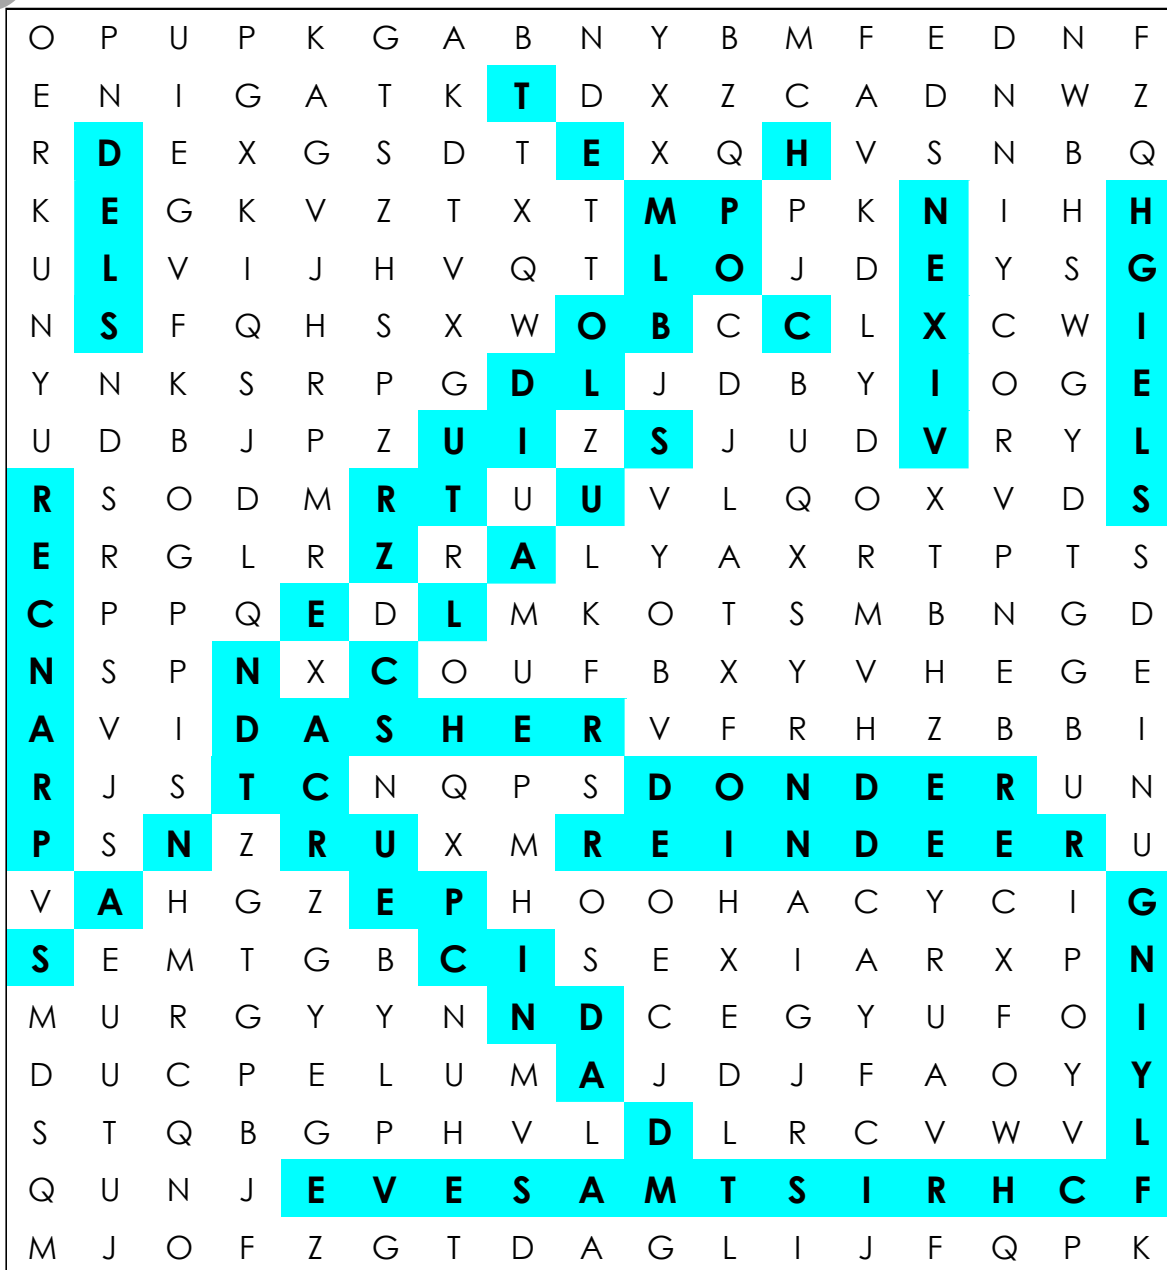 O P U P K G A B N Y B M F E D N F
E N I G A T K T D X Z C A D N W Z
R D E X G S D T E X Q H V S N B Q
K E G K V Z T X T M P P K N I H H
U L V I J H V Q T L O J D E Y S G
N S F Q H S X W O B C C L X C W I
Y N K S R P G D L J D B Y I O G E
U D B J P Z U I Z S J U D V R Y L
R S O D M R T U U V L Q O X V D S
E R G L R Z R A L Y A X R T P T S
C P P Q E D L M K O T S M B N G D
N S P N X C O U F B X Y V H E G E
A V I D A S H E R V F R H Z B B I
R J S T C N Q P S D O N D E R U N
P S N Z R U X M R E I N D E E R U
V A H G Z E P H O O H A C Y C I G
S E M T G B C I S E X I A R X P N
M U R G Y Y N N D C E G Y U F O I
D U C P E L U M A J D J F A O Y Y
S T Q B G P H V L D L R C V W V L
Q U N J E V E S A M T S I R H C F
M J O F Z G T D A G L I J F Q P K